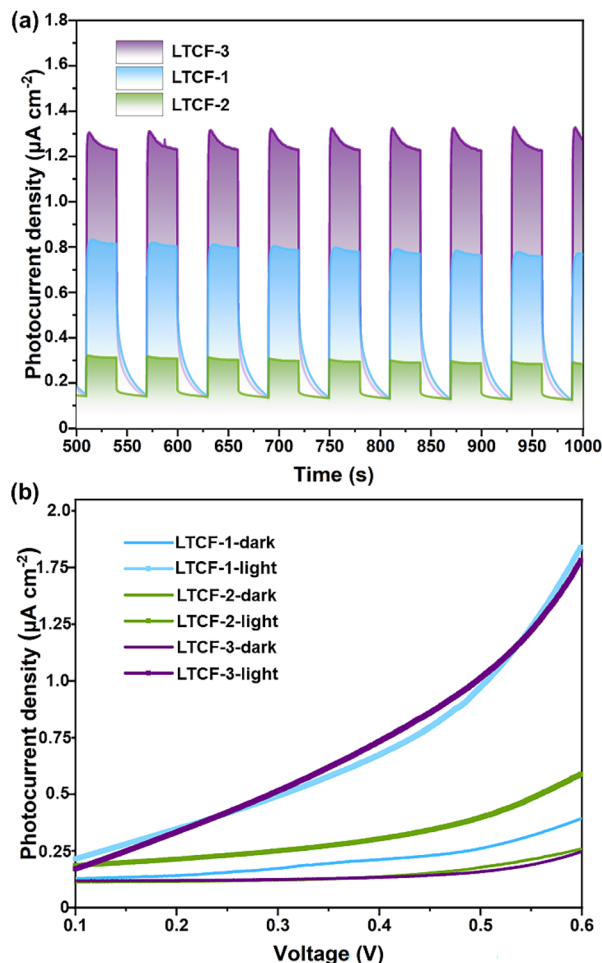 (a)
Photocurrent density (μA cm⁻²)
1.8
1.6
1.4
1.2
1.0
0.8
0.6
0.4
0.2
0
LTCF-3
LTCF-1
LTCF-2
500 550 600 650 700 750 800 850 900 950 1000
Time (s)
(b)
Photocurrent density (μA cm⁻²)
2.0
1.75
1.25
1.0
0.75
0.5
0.25
0
LTCF-1-dark
LTCF-1-light
LTCF-2-dark
LTCF-2-light
LTCF-3-dark
LTCF-3-light
0.1 0.2 0.3 0.4 0.5 0.6
Voltage (V)